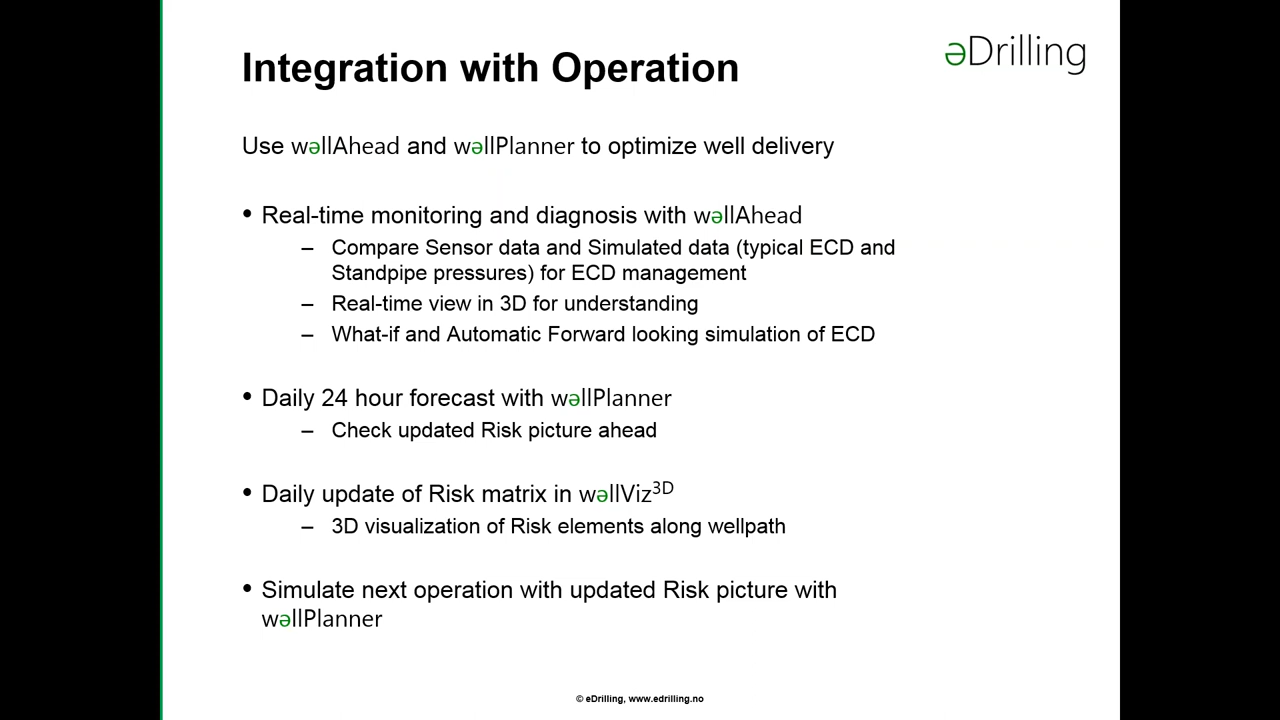 Integration with Operation
əDrilling
Use wəllAhead and wəllPlanner to optimize well delivery
• Real-time monitoring and diagnosis with wəllAhead
– Compare Sensor data and Simulated data (typical ECD and
Standpipe pressures) for ECD management
– Real-time view in 3D for understanding
– What-if and Automatic Forward looking simulation of ECD
• Daily 24 hour forecast with wəllPlanner
– Check updated Risk picture ahead
• Daily update of Risk matrix in wəllViz³ᴰ
– 3D visualization of Risk elements along wellpath
• Simulate next operation with updated Risk picture with
wəllPlanner
© eDrilling, www.edrilling.no